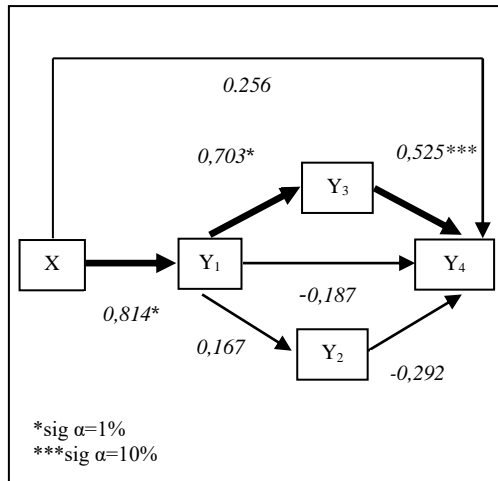 0.256
0,703*
0,525***
Y₃
X
Y₁
Y₄
-0,187
0,814*
0,167
Y₂
-0,292
*sig α=1%
***sig α=10%